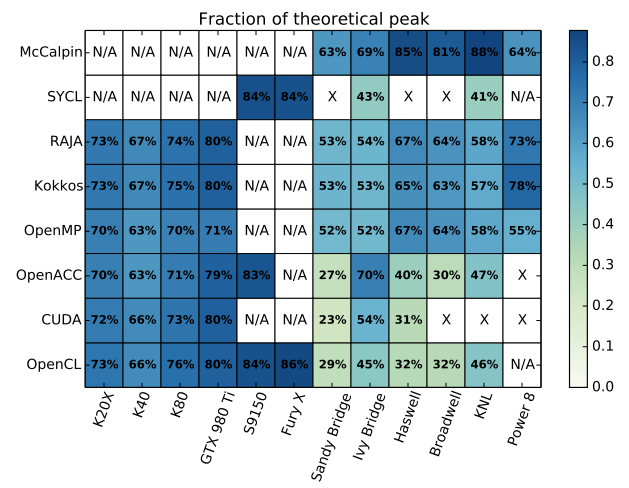 Fraction of theoretical peak
McCalpin N/A N/A N/A N/A N/A N/A 63% 69% 85% 81% 88% 64%
SYCL N/A N/A N/A N/A 84% 84% X 43% X X 41% N/A
RAJA 73% 67% 74% 80% N/A N/A 53% 54% 67% 64% 58% 73%
Kokkos 73% 67% 75% 80% N/A N/A 53% 53% 65% 63% 57% 78%
OpenMP 70% 63% 70% 71% N/A N/A 52% 52% 67% 64% 58% 55%
OpenACC 70% 63% 71% 79% 83% N/A 27% 70% 40% 30% 47% X
CUDA 72% 66% 73% 80% N/A N/A 23% 54% 31% X X X
OpenCL 73% 66% 76% 80% 84% 86% 29% 45% 32% 32% 46% N/A
K20X K40 K80 GTX 980 Ti S9150 Fury X Sandy Bridge Ivy Bridge Haswell Broadwell KNL Power 8
0.8
0.7
0.6
0.5
0.4
0.3
0.2
0.1
0.0